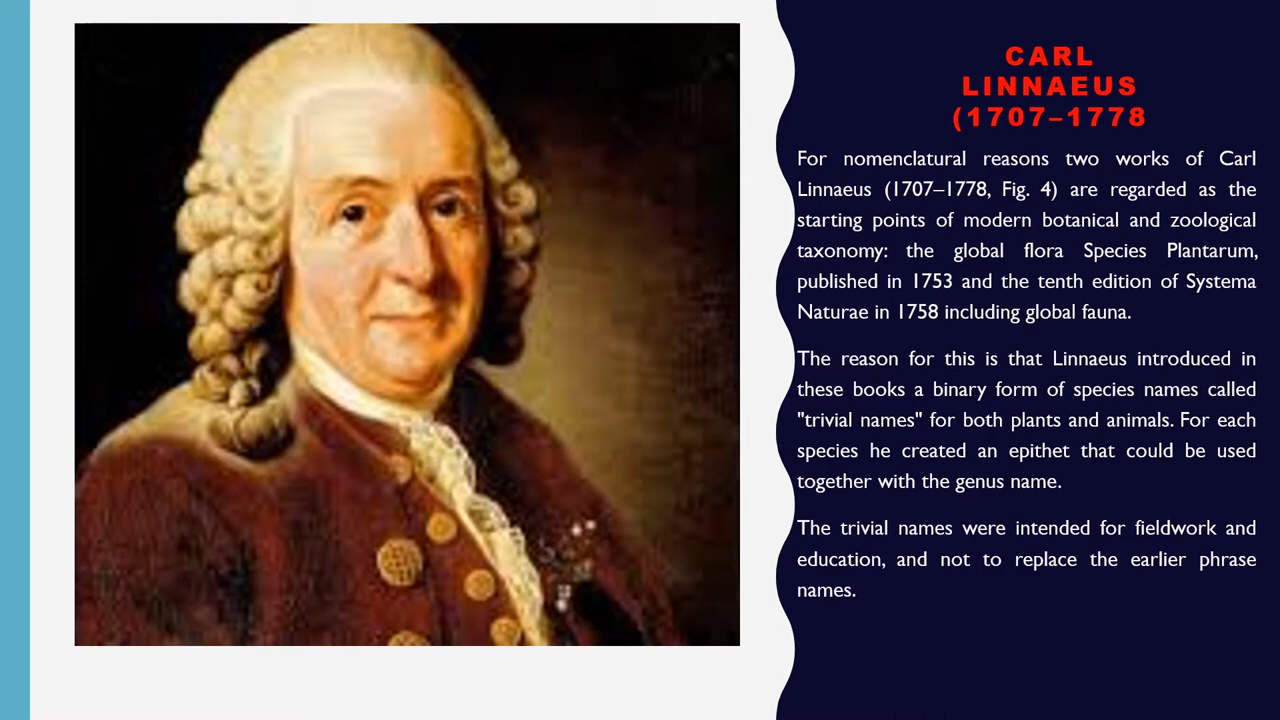 CARL
LINNAEUS
(1707–1778
For nomenclatural reasons two works of Carl
Linnaeus (1707–1778, Fig. 4) are regarded as the
starting points of modern botanical and zoological
taxonomy: the global flora Species Plantarum,
published in 1753 and the tenth edition of Systema
Naturae in 1758 including global fauna.
The reason for this is that Linnaeus introduced in
these books a binary form of species names called
"trivial names" for both plants and animals. For each
species he created an epithet that could be used
together with the genus name.
The trivial names were intended for fieldwork and
education, and not to replace the earlier phrase
names.